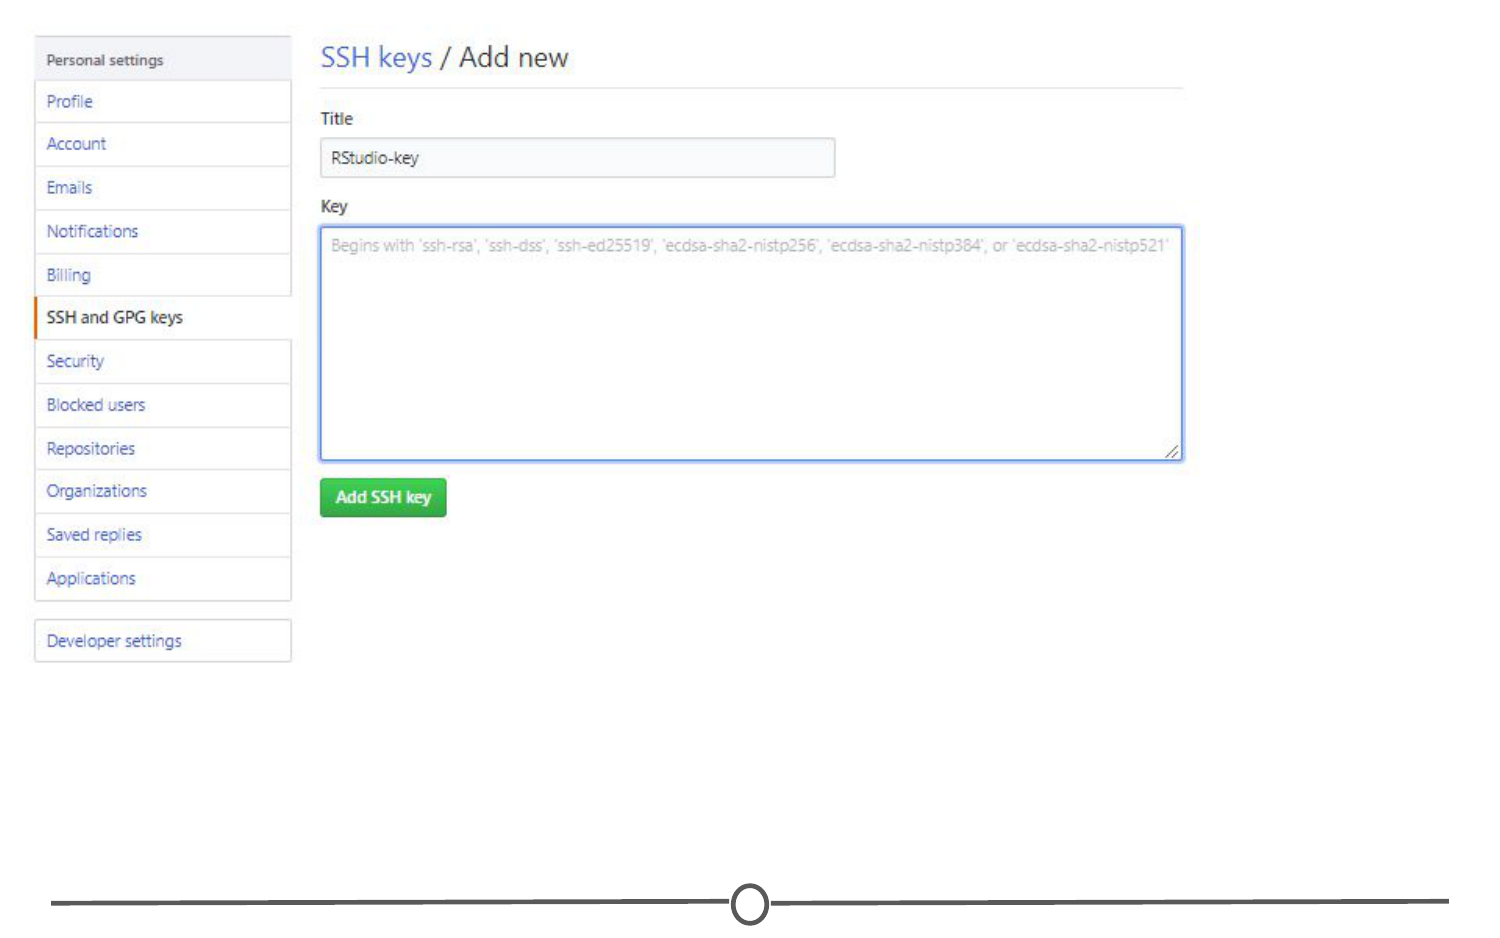 Personal settings
Profile
Account
Emails
Notifications
Billing
SSH and GPG keys
Security
Blocked users
Repositories
Organizations
Saved replies
Applications
Developer settings
SSH keys / Add new
Title
RStudio-key
Key
Begins with 'ssh-rsa', 'ssh-dss', 'ssh-ed25519', 'ecdsa-sha2-nistp256', 'ecdsa-sha2-nistp384', or 'ecdsa-sha2-nistp521'
Add SSH key